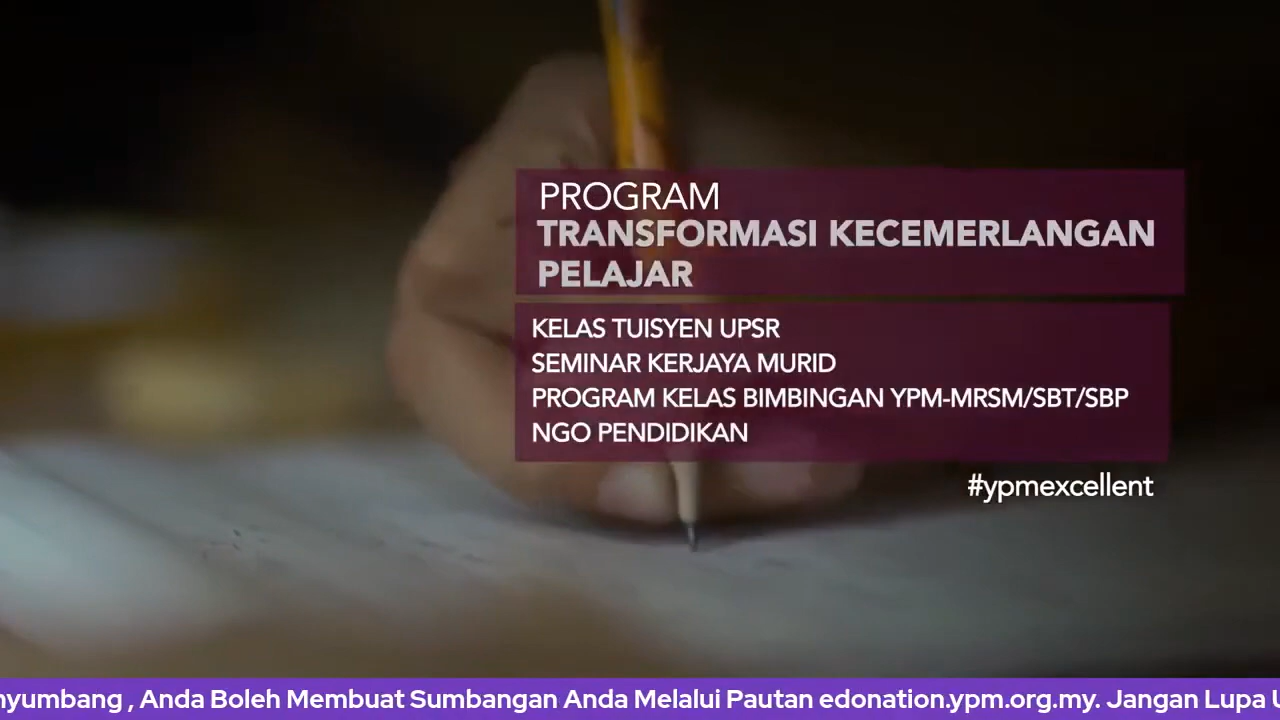 PROGRAM
TRANSFORMASI KECEMERLANGAN
PELAJAR
KELAS TUISYEN UPSR
SEMINAR KERJAYA MURID
PROGRAM KELAS BIMBINGAN YPM-MRSM/SBT/SBP
NGO PENDIDIKAN
#ypmexcellent
, Anda Boleh Membuat Sumbangan Anda Melalui Pautan edonation.ypm.org.my. Jangan Lupa